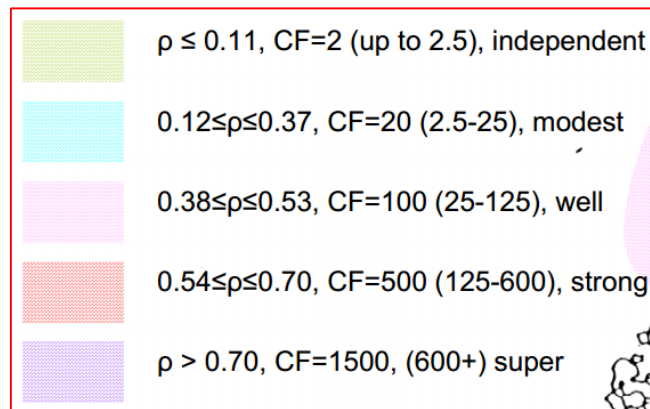 ρ ≤ 0.11, CF=2 (up to 2.5), independent
0.12≤ρ≤0.37, CF=20 (2.5-25), modest
0.38≤ρ≤0.53, CF=100 (25-125), well
0.54≤ρ≤0.70, CF=500 (125-600), strong
ρ > 0.70, CF=1500, (600+) super